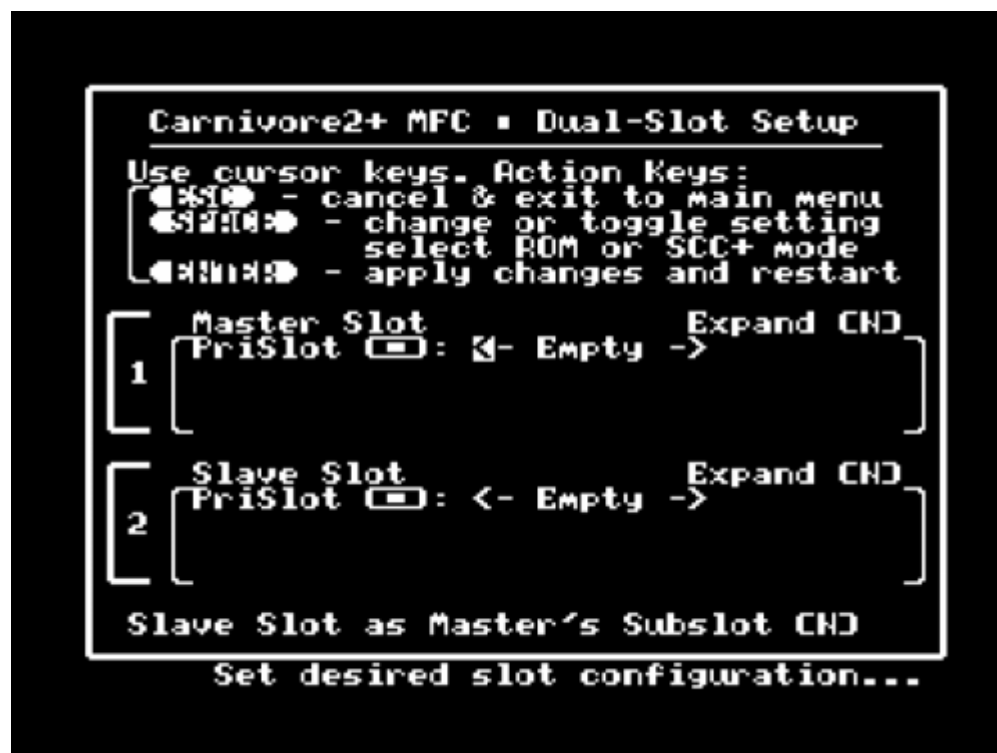 Carnivore2+ MFC ▪ Dual-Slot Setup
Use cursor keys. Action Keys:
ESC - cancel & exit to main menu
SPACE - change or toggle setting
select ROM or SCC+ mode
ENTER - apply changes and restart
Master Slot Expand [N]
PriSlot : <- Empty ->
1
Slave Slot Expand [N]
PriSlot : <- Empty ->
2
Slave Slot as Master's Subslot [N]
Set desired slot configuration...